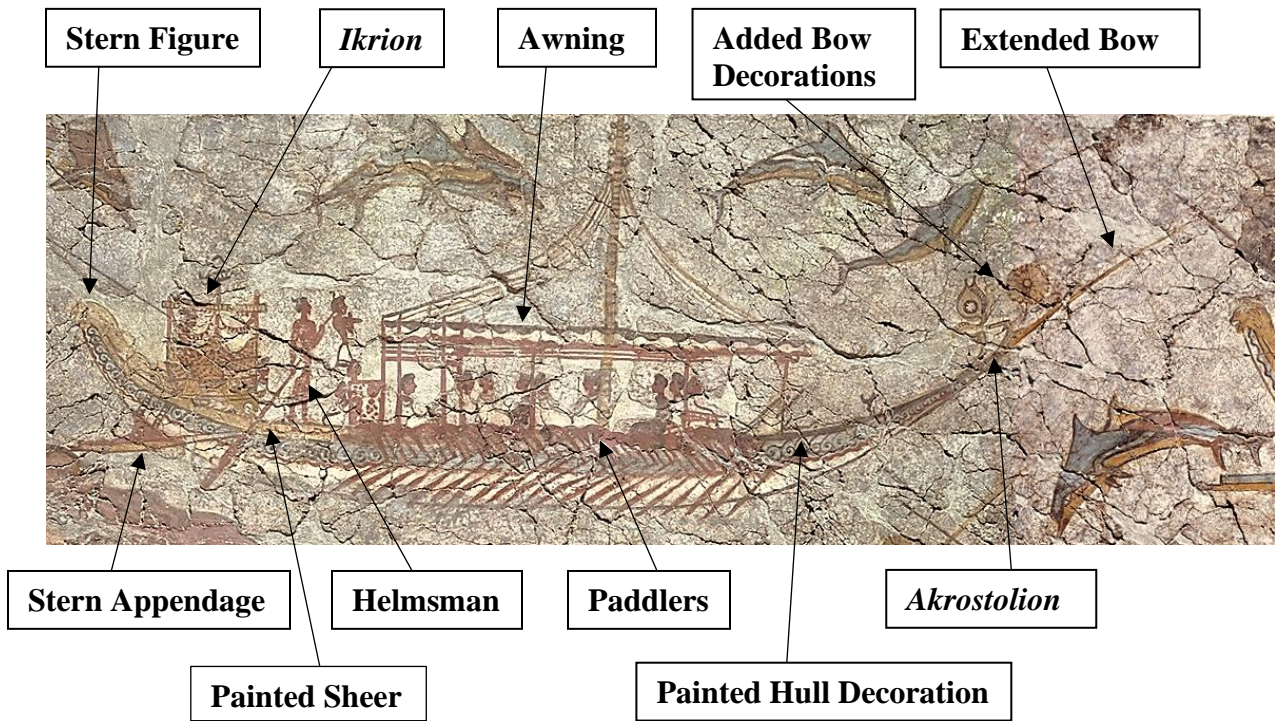 Stern Figure
Ikrion
Awning
Added Bow
Decorations
Extended Bow
Stern Appendage
Helmsman
Paddlers
Akrostolion
Painted Sheer
Painted Hull Decoration